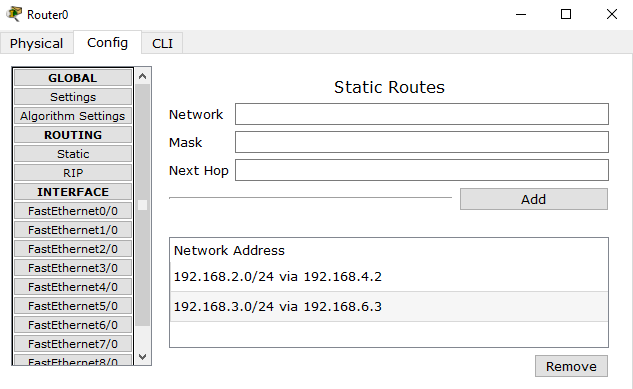 Router0
Physical
Config
CLI
GLOBAL
Settings
Algorithm Settings
ROUTING
Static
RIP
INTERFACE
FastEthernet0/0
FastEthernet1/0
FastEthernet2/0
FastEthernet3/0
FastEthernet4/0
FastEthernet5/0
FastEthernet6/0
FastEthernet7/0
FastEthernet8/0
Static Routes
Network
Mask
Next Hop
Add
Network Address
192.168.2.0/24 via 192.168.4.2
192.168.3.0/24 via 192.168.6.3
Remove